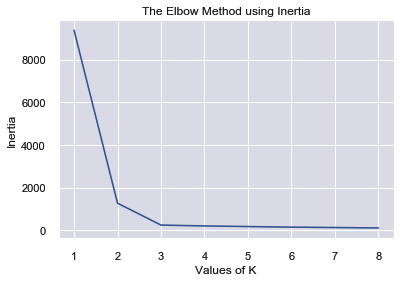 The Elbow Method using Inertia
8000
6000
4000
2000
0
Inertia
1 2 3 4 5 6 7 8
Values of K